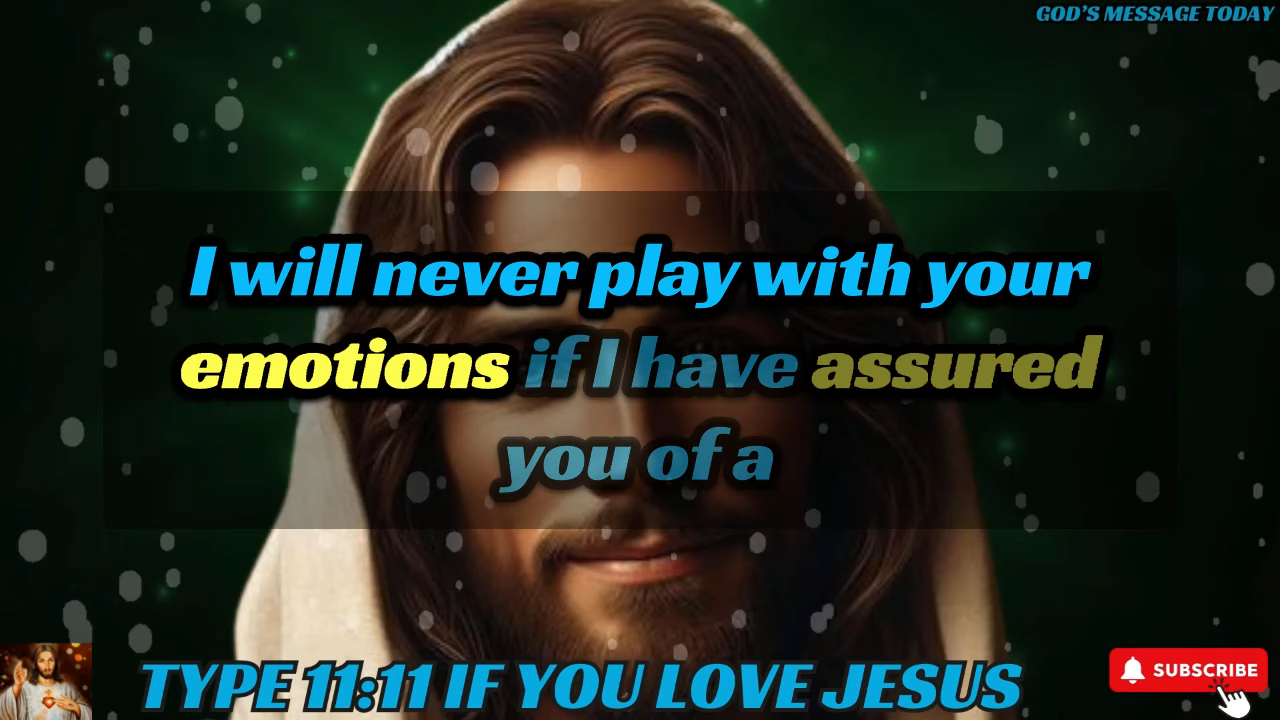 GOD'S MESSAGE TODAY
I will never play with your
emotions if I have assured
you of a
TYPE 11:11 IF YOU LOVE JESUS
SUBSCRIBE